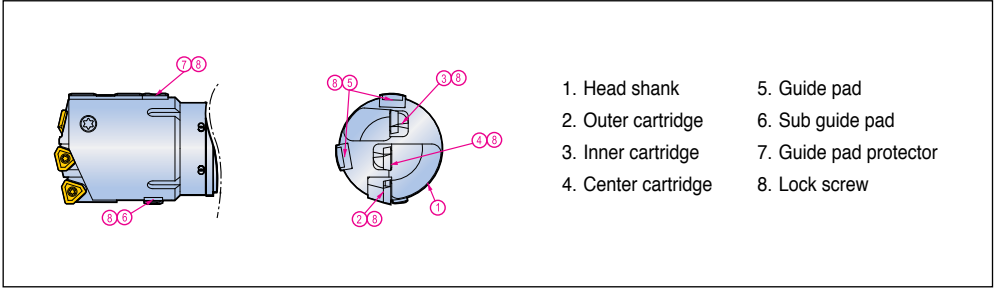 7 8
8 5
3 8
4 8
8 6
2 8
1
1. Head shank
2. Outer cartridge
3. Inner cartridge
4. Center cartridge
5. Guide pad
6. Sub guide pad
7. Guide pad protector
8. Lock screw